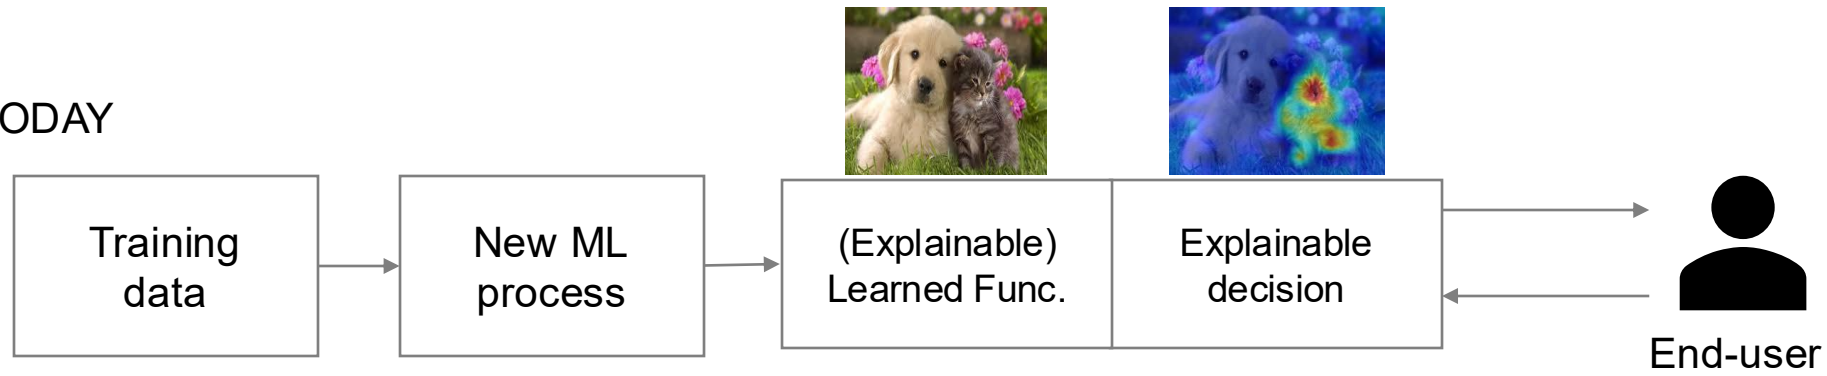 ODAY
Training
data
New ML
process
(Explainable)
Learned Func.
Explainable
decision
End-user